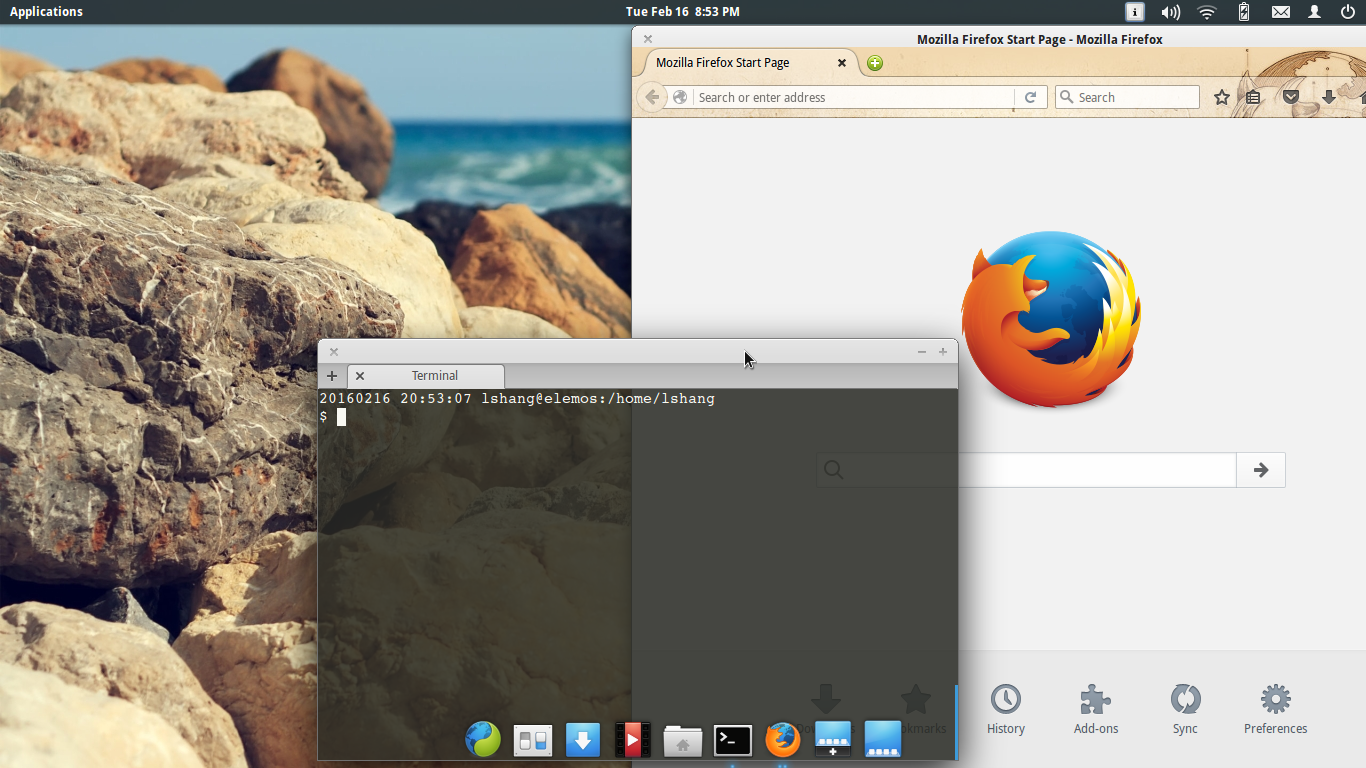 Applications
Tue Feb 16 8:53 PM
Mozilla Firefox Start Page - Mozilla Firefox
Mozilla Firefox Start Page
Search or enter address
Search
Terminal
20160216 20:53:07 lshang@elemos:/home/lshang
$
History
Add-ons
Sync
Preferences